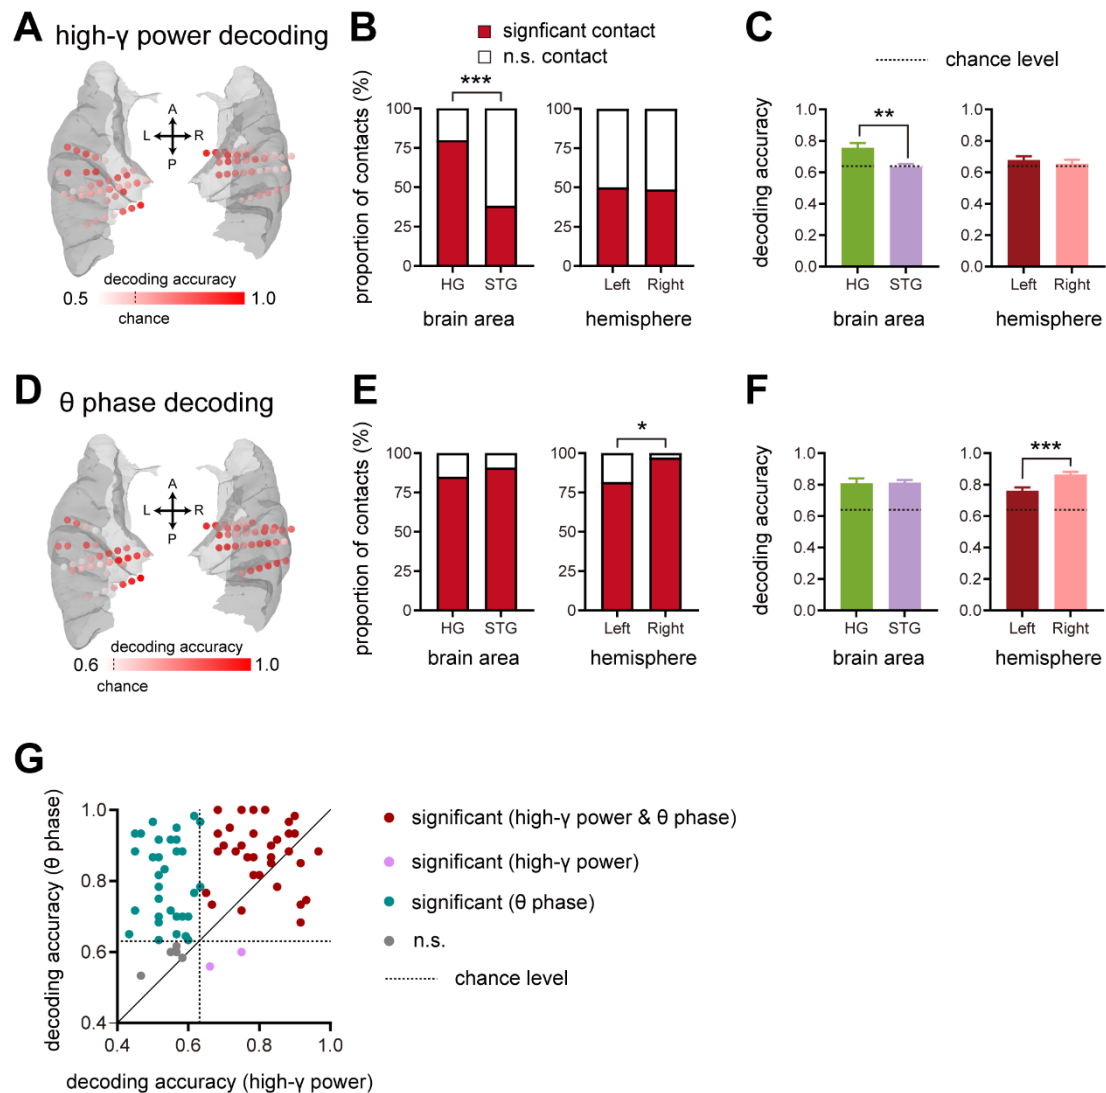 A high-γ power decoding
A
L R
P
decoding accuracy
0.5 1.0
chance
B
signficant contact
n.s. contact
proportion of contacts (%)
***
100
75
50
25
0
HG STG
brain area
100
75
50
25
0
Left Right
hemisphere
C
chance level
decoding accuracy
**
1.0
0.8
0.6
0.4
0.2
0.0
HG STG
brain area
1.0
0.8
0.6
0.4
0.2
0.0
Left Right
hemisphere
D θ phase decoding
A
L R
P
decoding accuracy
0.6 1.0
chance
E
proportion of contacts (%)
100
75
50
25
0
HG STG
brain area
*
100
75
50
25
0
Left Right
hemisphere
F
decoding accuracy
1.0
0.8
0.6
0.4
0.2
0.0
HG STG
brain area
***
1.0
0.8
0.6
0.4
0.2
0.0
Left Right
hemisphere
G
decoding accuracy (θ phase)
1.0
0.8
0.6
0.4
0.4 0.6 0.8 1.0
decoding accuracy (high-γ power)
significant (high-γ power & θ phase)
significant (high-γ power)
significant (θ phase)
n.s.
chance level